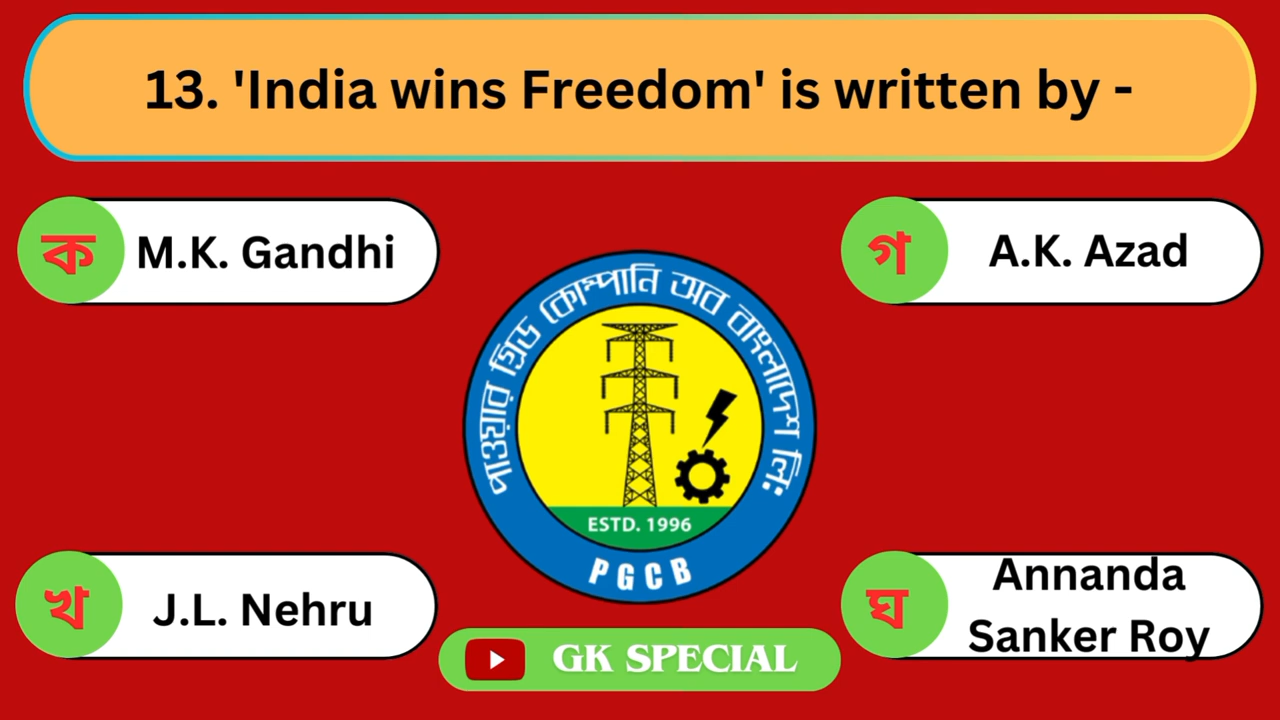 13. 'India wins Freedom' is written by -
ক M.K. Gandhi
গ A.K. Azad
পাওয়ার গ্রিড কোম্পানি অব বাংলাদেশ লি:
ESTD. 1996
PGCB
খ J.L. Nehru
ঘ Annanda
Sanker Roy
GK SPECIAL